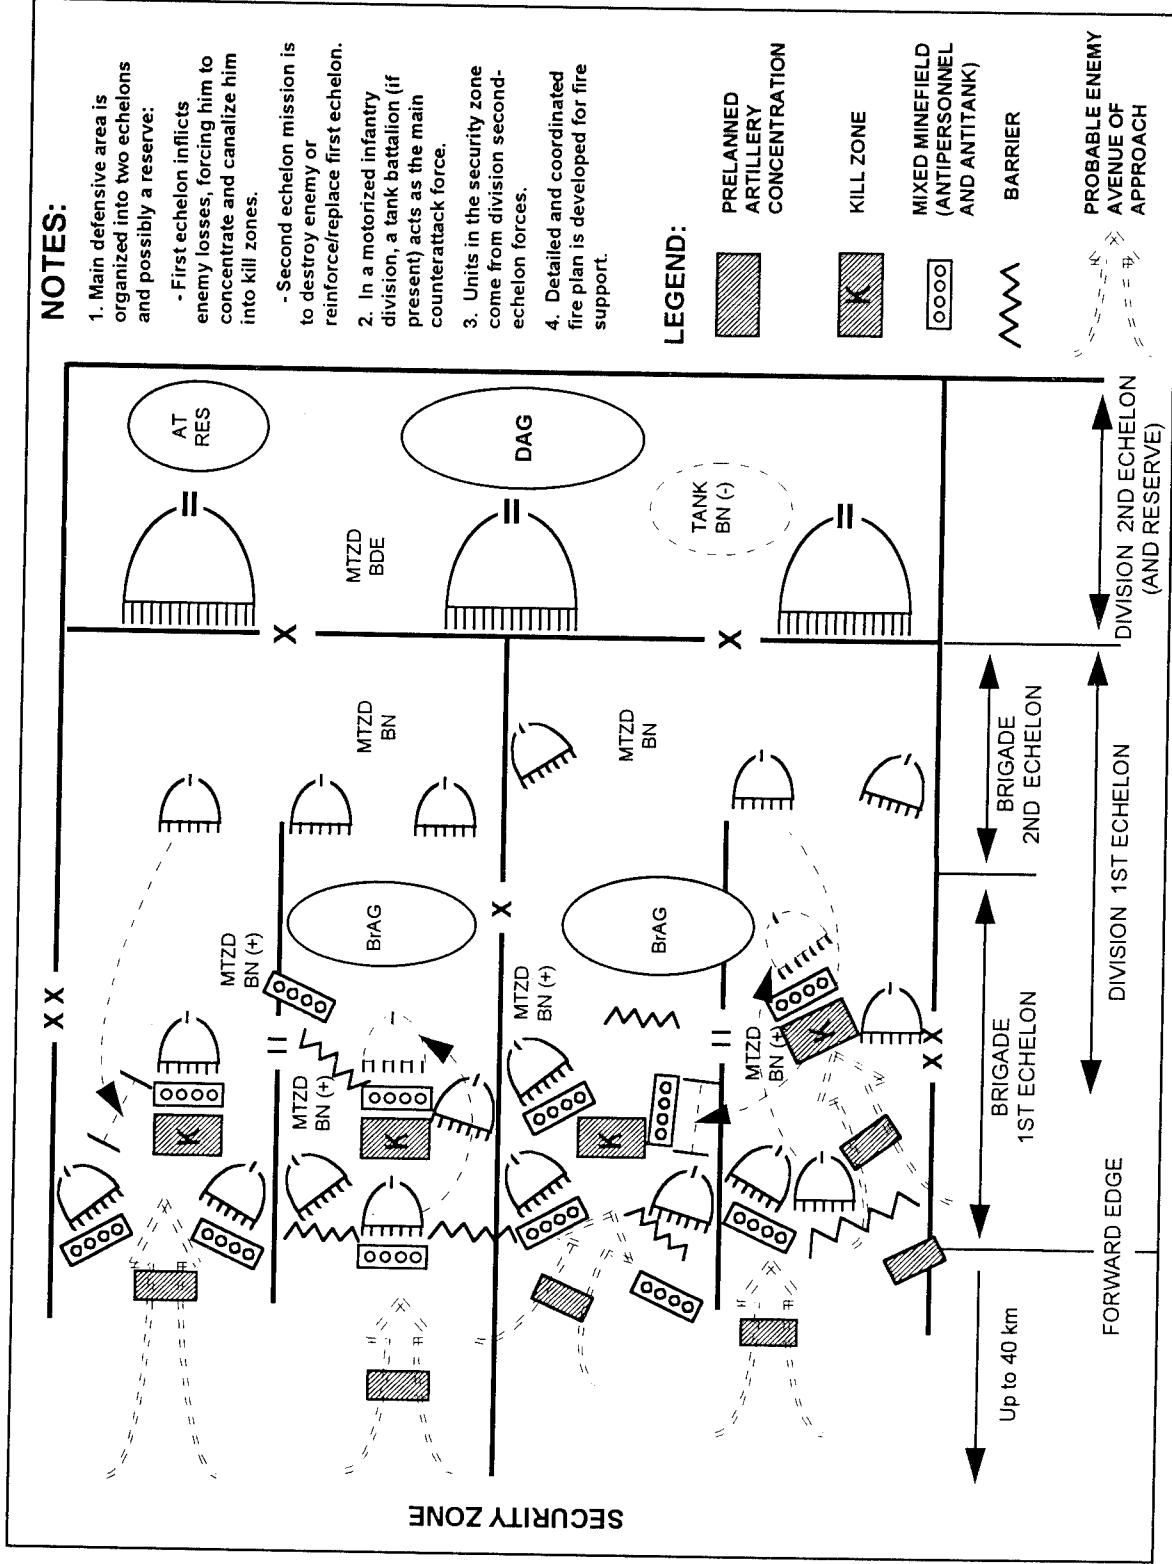 NOTES:
1. Main defensive area is
organized into two echelons
and possibly a reserve:
- First echelon inflicts
enemy losses, forcing him to
concentrate and canalize him
into kill zones.
- Second echelon mission is
to destroy enemy or
reinforce/replace first echelon.
2. In a motorized infantry
division, a tank battalion (if
present) acts as the main
counterattack force.
3. Units in the security zone
come from division second-
echelon forces.
4. Detailed and coordinated
fire plan is developed for fire
support.
LEGEND:
PRELANNED
ARTILLERY
CONCENTRATION
K
KILL ZONE
MIXED MINEFIELD
(ANTIPERSONNEL
AND ANTITANK)
BARRIER
PROBABLE ENEMY
AVENUE OF
APPROACH
AT
RES
DAG
TANK
BN (-)
MTZD
BDE
X
X
MTZD
BN
MTZD
BN
X X
X
X X
BrAG
BrAG
MTZD
BN (+)
MTZD
BN (+)
MTZD
BN (+)
MTZD
BN (+
K
K
K
K
SECURITY ZONE
Up to 40 km
FORWARD EDGE
BRIGADE
1ST ECHELON
BRIGADE
2ND ECHELON
DIVISION 1ST ECHELON
DIVISION 2ND ECHELON
(AND RESERVE)